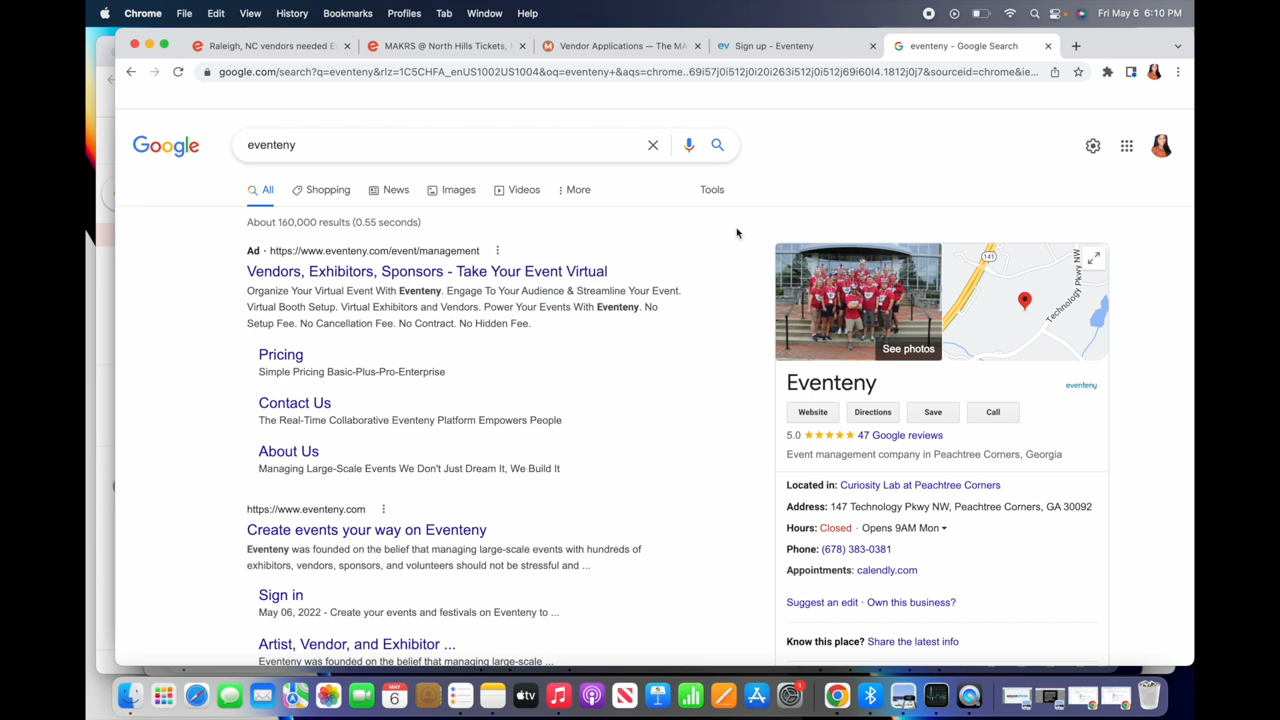 Chrome File Edit View History Bookmarks Profiles Tab Window Help Fri May 6 6:10 PM
Raleigh, NC vendors needed E MAKRS @ North Hills Tickets, Vendor Applications — The MA ev Sign up - Eventeny eventeny - Google Search
google.com/search?q=eventeny&rlz=1C5CHFA_enUS1002US1004&oq=eventeny+&aqs=chrome..69i57j0i512j0i20i263i512j0i512j69i60l4.1812j0j7&sourceid=chrome&ie...
Google eventeny
All Shopping News Images Videos More Tools
About 160,000 results (0.55 seconds)
Ad · https://www.eventeny.com/event/management
Vendors, Exhibitors, Sponsors - Take Your Event Virtual
Organize Your Virtual Event With Eventeny. Engage To Your Audience & Streamline Your Event.
Virtual Booth Setup. Virtual Exhibitors and Vendors. Power Your Events With Eventeny. No
Setup Fee. No Cancellation Fee. No Contract. No Hidden Fee.
Pricing
Simple Pricing Basic-Plus-Pro-Enterprise
Contact Us
The Real-Time Collaborative Eventeny Platform Empowers People
About Us
Managing Large-Scale Events We Don't Just Dream It, We Build It
https://www.eventeny.com
Create events your way on Eventeny
Eventeny was founded on the belief that managing large-scale events with hundreds of
exhibitors, vendors, sponsors, and volunteers should not be stressful and ...
Sign in
May 06, 2022 - Create your events and festivals on Eventeny to ...
Artist, Vendor, and Exhibitor ...
Eventeny was founded on the belief that managing large-scale ...
See photos
141
Technology Pkwy NW
Eventeny
eventeny
Website Directions Save Call
5.0 47 Google reviews
Event management company in Peachtree Corners, Georgia
Located in: Curiosity Lab at Peachtree Corners
Address: 147 Technology Pkwy NW, Peachtree Corners, GA 30092
Hours: Closed · Opens 9AM Mon
Phone: (678) 383-0381
Appointments: calendly.com
Suggest an edit · Own this business?
Know this place? Share the latest info
MAY
6
tv
1